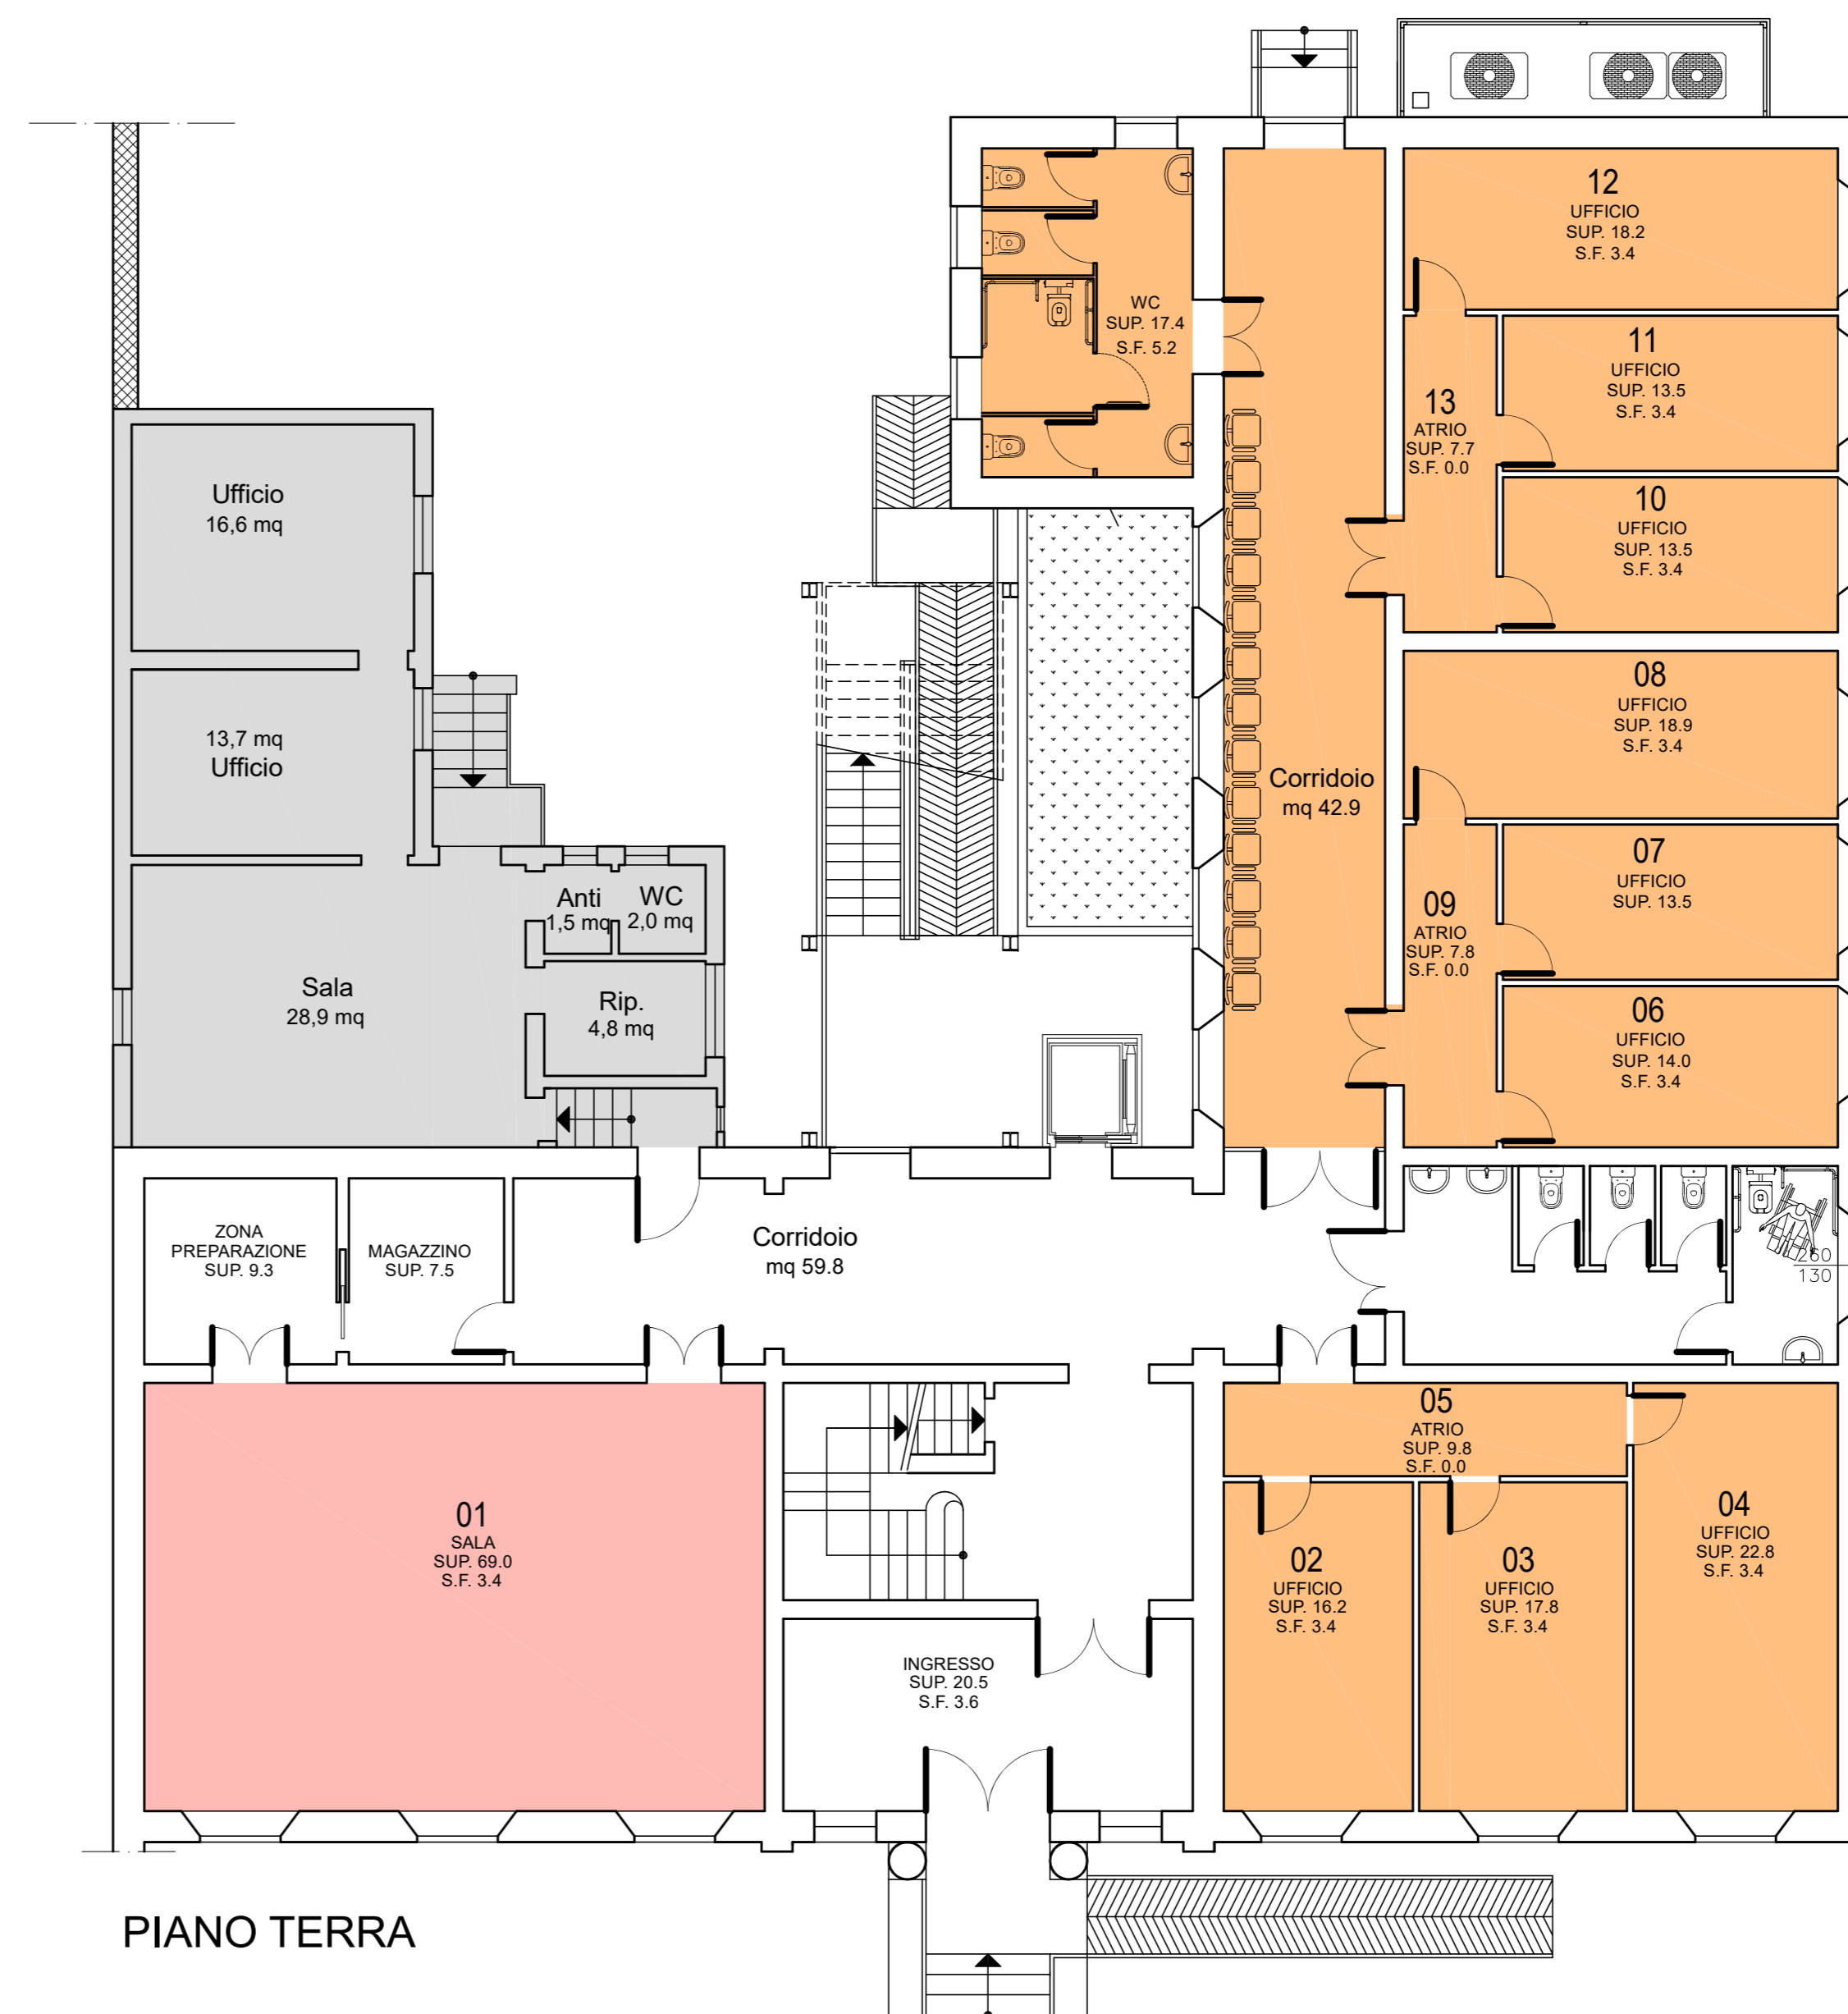 12
UFFICIO
SUP. 18.2
S.F. 3.4
WC
SUP. 17.4
S.F. 5.2
11
UFFICIO
SUP. 13.5
S.F. 3.4
13
ATRIO
SUP. 7.7
S.F. 0.0
10
UFFICIO
SUP. 13.5
S.F. 3.4
Ufficio
16,6 mq
08
UFFICIO
SUP. 18.9
S.F. 3.4
13,7 mq
Ufficio
Corridoio
mq 42.9
07
UFFICIO
SUP. 13.5
09
ATRIO
SUP. 7.8
S.F. 0.0
Anti
1,5 mq
WC
2,0 mq
Sala
28,9 mq
Rip.
4,8 mq
06
UFFICIO
SUP. 14.0
S.F. 3.4
ZONA
PREPARAZIONE
SUP. 9.3
MAGAZZINO
SUP. 7.5
Corridoio
mq 59.8
260
130
05
ATRIO
SUP. 9.8
S.F. 0.0
01
SALA
SUP. 69.0
S.F. 3.4
02
UFFICIO
SUP. 16.2
S.F. 3.4
03
UFFICIO
SUP. 17.8
S.F. 3.4
04
UFFICIO
SUP. 22.8
S.F. 3.4
INGRESSO
SUP. 20.5
S.F. 3.6
PIANO TERRA